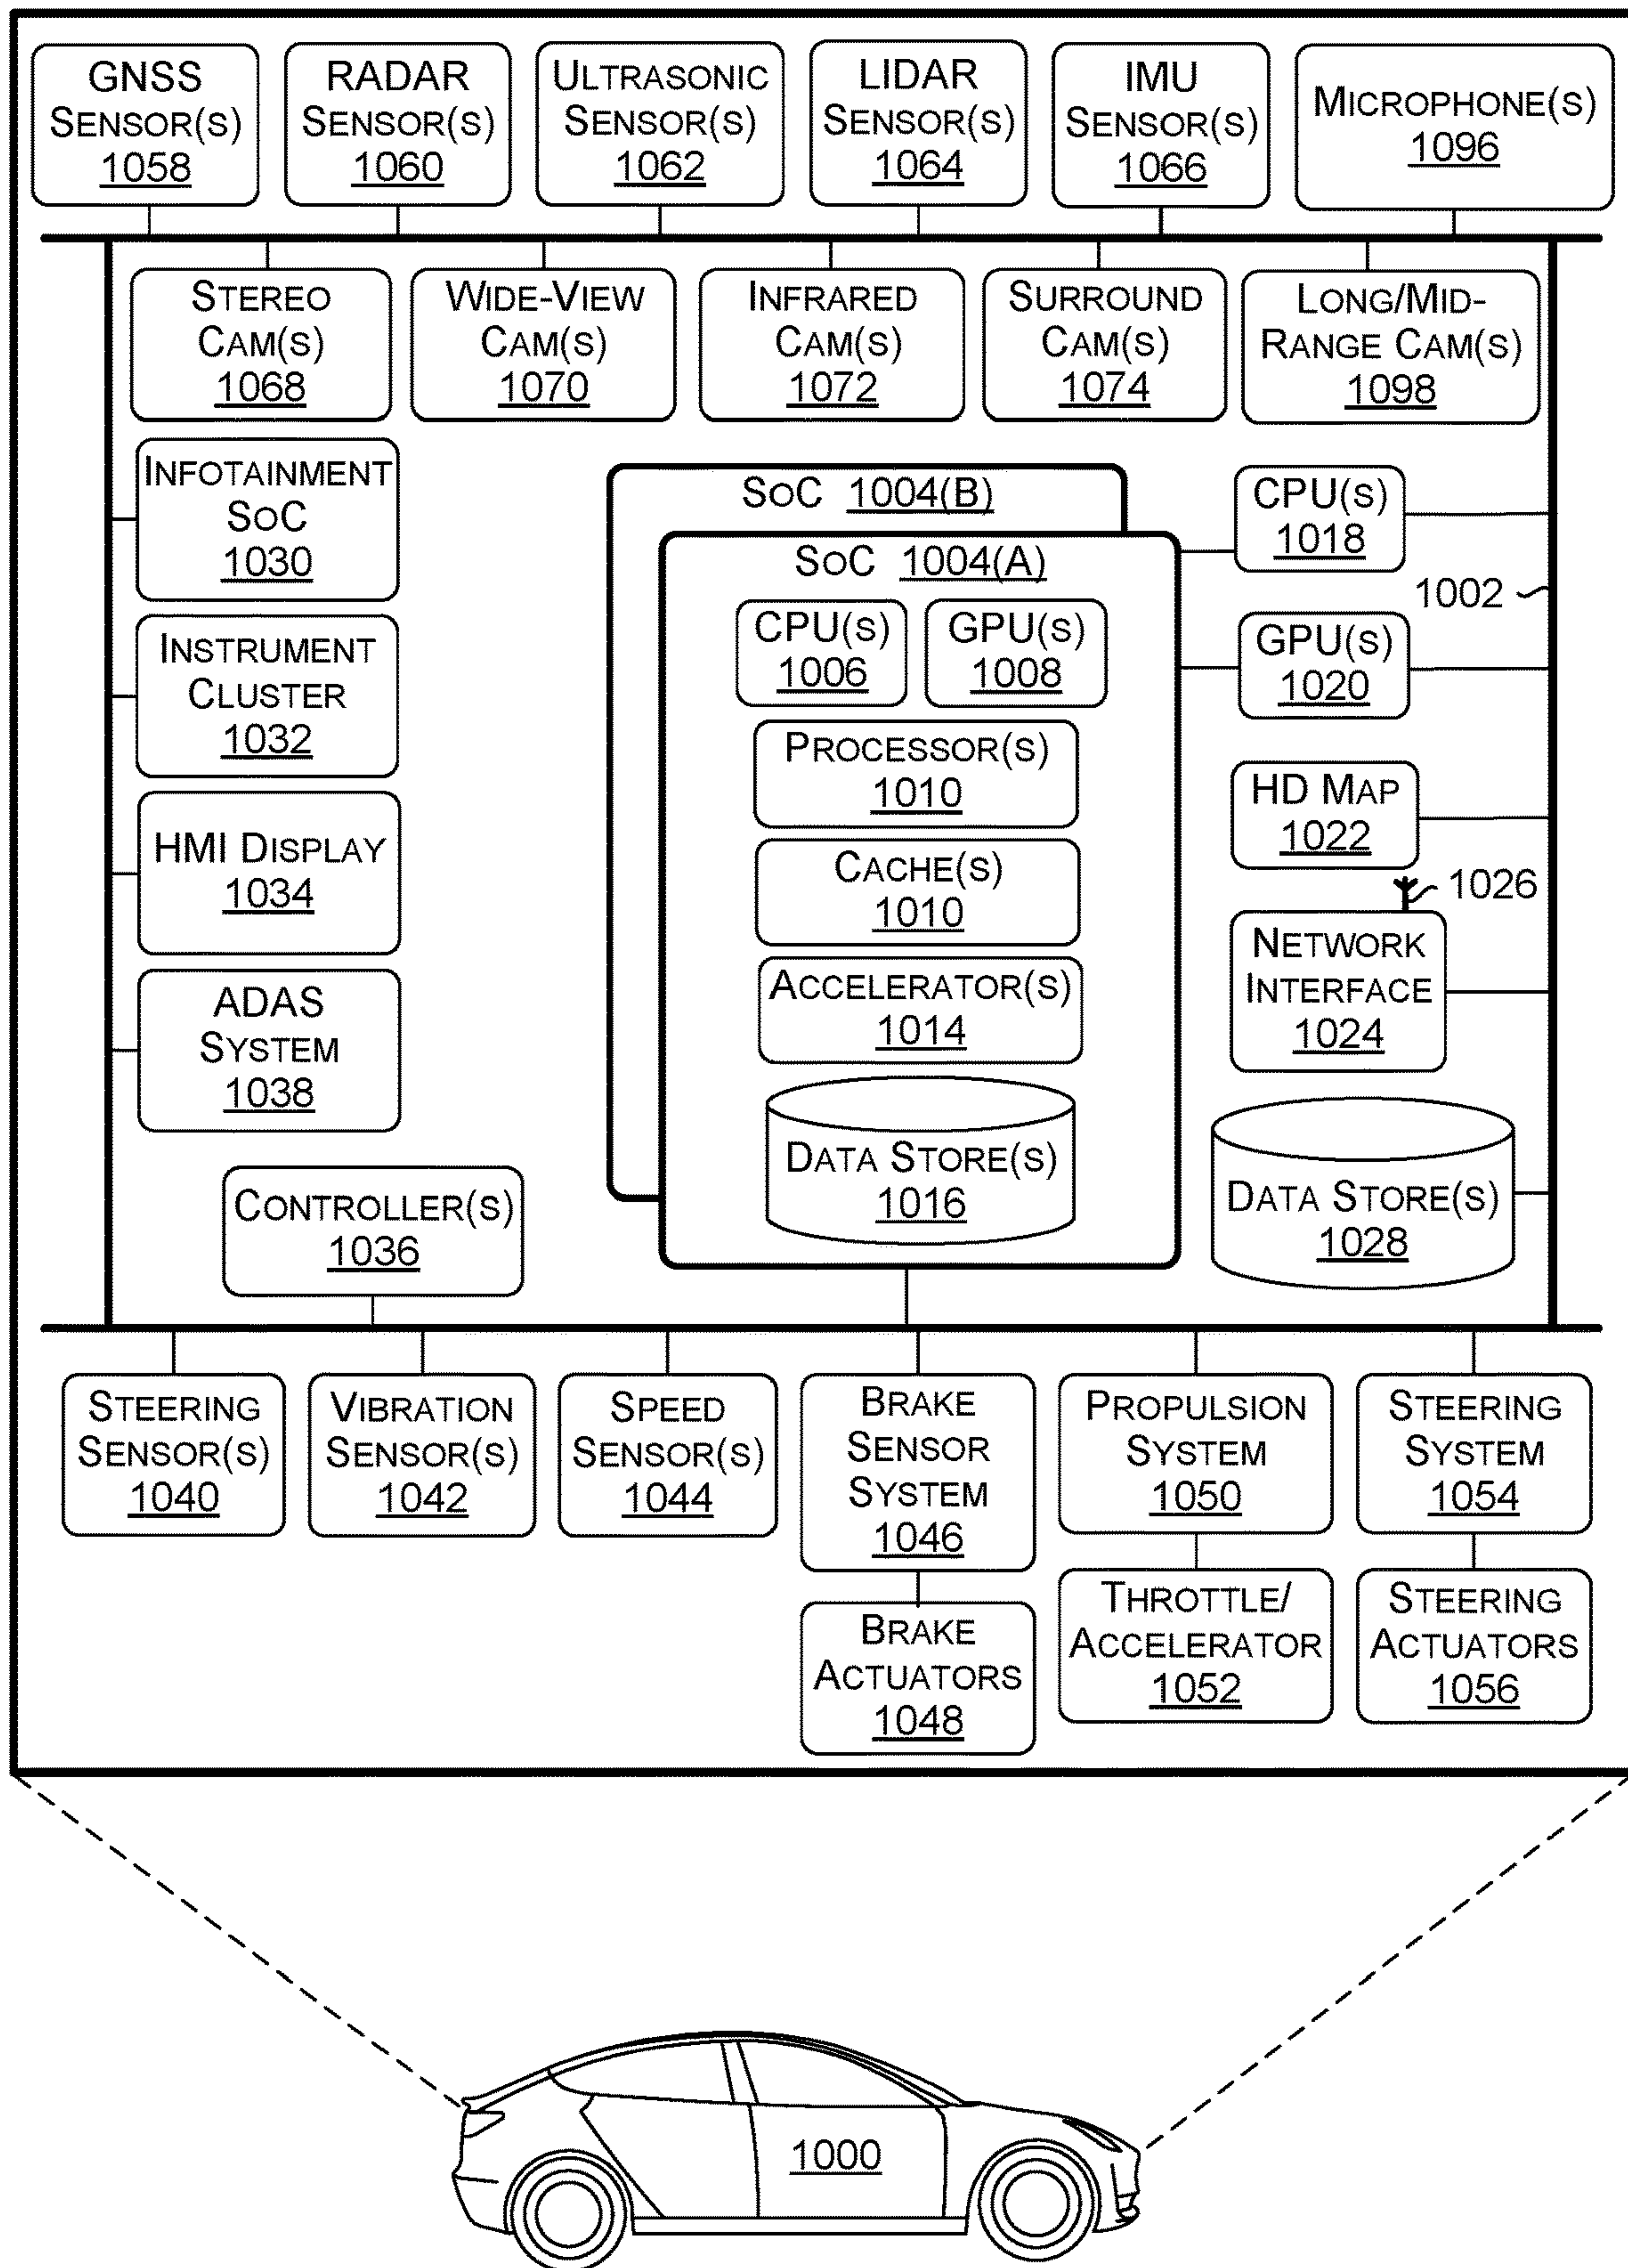 GNSS
SENSOR(S)
1058
RADAR
SENSOR(S)
1060
ULTRASONIC
SENSOR(S)
1062
LIDAR
SENSOR(S)
1064
IMU
SENSOR(S)
1066
MICROPHONE(S)
1096
STEREO
CAM(S)
1068
WIDE-VIEW
CAM(S)
1070
INFRARED
CAM(S)
1072
SURROUND
CAM(S)
1074
LONG/MID-
RANGE CAM(S)
1098
INFOTAINMENT
SOC
1030
INSTRUMENT
CLUSTER
1032
HMI DISPLAY
1034
ADAS
SYSTEM
1038
CONTROLLER(S)
1036
SOC 1004(B)
SOC 1004(A)
CPU(S)
1006
GPU(S)
1008
PROCESSOR(S)
1010
CACHE(S)
1010
ACCELERATOR(S)
1014
DATA STORE(S)
1016
CPU(S)
1018
1002
GPU(S)
1020
HD MAP
1022
1026
NETWORK
INTERFACE
1024
DATA STORE(S)
1028
STEERING
SENSOR(S)
1040
VIBRATION
SENSOR(S)
1042
SPEED
SENSOR(S)
1044
BRAKE
SENSOR
SYSTEM
1046
BRAKE
ACTUATORS
1048
PROPULSION
SYSTEM
1050
THROTTLE/
ACCELERATOR
1052
STEERING
SYSTEM
1054
STEERING
ACTUATORS
1056
1000